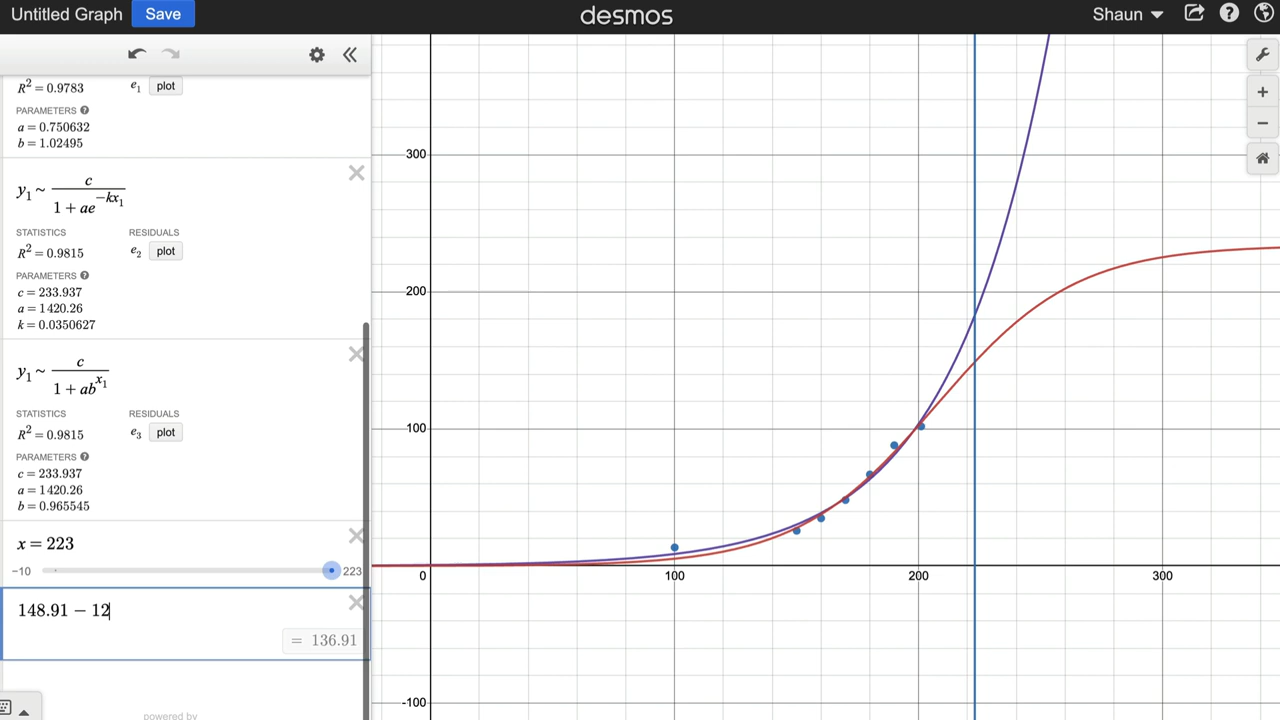 Untitled Graph Save desmos Shaun
R² = 0.9783 e₁ plot
PARAMETERS
a = 0.750632
b = 1.02495
y₁ ~ c / (1 + ae^(−kx₁))
STATISTICS RESIDUALS
R² = 0.9815 e₂ plot
PARAMETERS
c = 233.937
a = 1420.26
k = 0.0350627
y₁ ~ c / (1 + ab^(x₁))
STATISTICS RESIDUALS
R² = 0.9815 e₃ plot
PARAMETERS
c = 233.937
a = 1420.26
b = 0.965545
x = 223
−10 223
148.91 − 12
= 136.91
powered by
300
200
100
0 100 200 300
-100